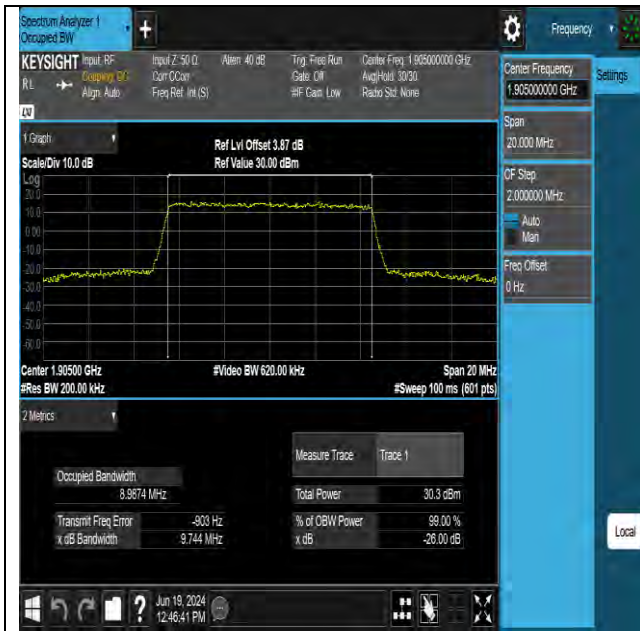 Spectrum Analyzer 1
Occupied BW
+
Frequency
KEYSIGHT
Input: RF
Coupling: DC
Align: Auto
Input Z: 50 Ω
Corr CCorr
Freq Ref: Int (S)
Atten: 40 dB
Trig: Free Run
Gate: Off
#IF Gain: Low
Center Freq: 1.905000000 GHz
Avg|Hold: 30/30
Radio Std: None
RL
LXI
Center Frequency
1.905000000 GHz
Settings
Span
20.000 MHz
CF Step
2.000000 MHz
Auto
Man
Freq Offset
0 Hz
1 Graph
Scale/Div 10.0 dB
Ref Lvl Offset 3.87 dB
Ref Value 30.00 dBm
Log
20.0
10.0
0.00
-10.0
-20.0
-30.0
-40.0
-50.0
-60.0
Center 1.90500 GHz
#Video BW 620.00 kHz
Span 20 MHz
#Res BW 200.00 kHz
#Sweep 100 ms (601 pts)
2 Metrics
Measure Trace
Trace 1
Occupied Bandwidth
8.9874 MHz
Total Power
30.3 dBm
Transmit Freq Error
-903 Hz
% of OBW Power
99.00 %
x dB Bandwidth
9.744 MHz
x dB
-26.00 dB
Local
?
Jun 19, 2024
12:46:41 PM